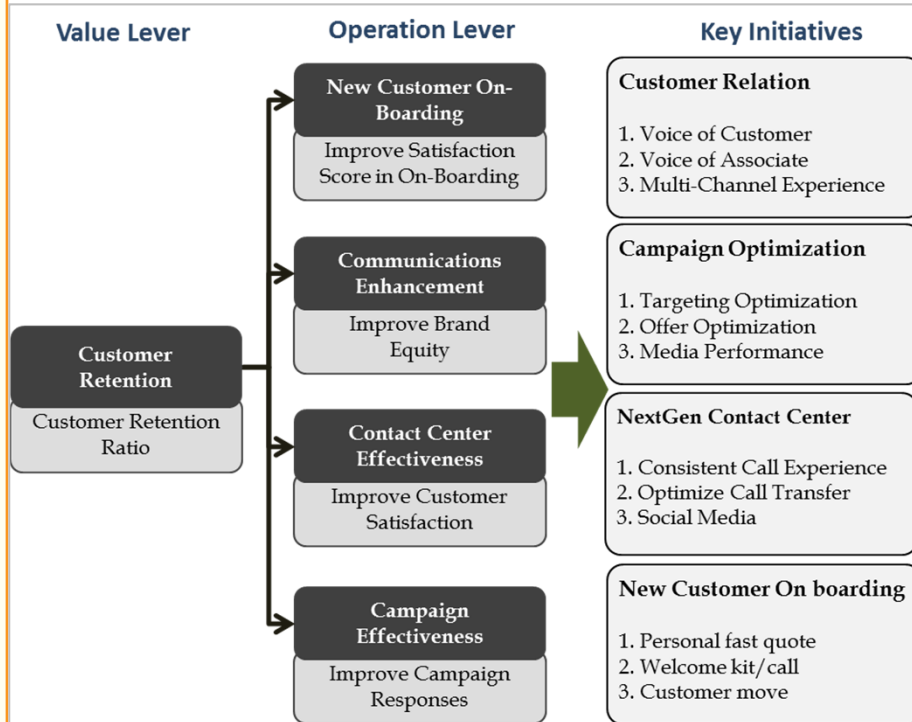 Value Lever
Operation Lever
Key Initiatives
Customer
Retention
Customer Retention
Ratio
New Customer On-
Boarding
Improve Satisfaction
Score in On-Boarding
Communications
Enhancement
Improve Brand
Equity
Contact Center
Effectiveness
Improve Customer
Satisfaction
Campaign
Effectiveness
Improve Campaign
Responses
Customer Relation
1. Voice of Customer
2. Voice of Associate
3. Multi-Channel Experience
Campaign Optimization
1. Targeting Optimization
2. Offer Optimization
3. Media Performance
NextGen Contact Center
1. Consistent Call Experience
2. Optimize Call Transfer
3. Social Media
New Customer On boarding
1. Personal fast quote
2. Welcome kit/call
3. Customer move